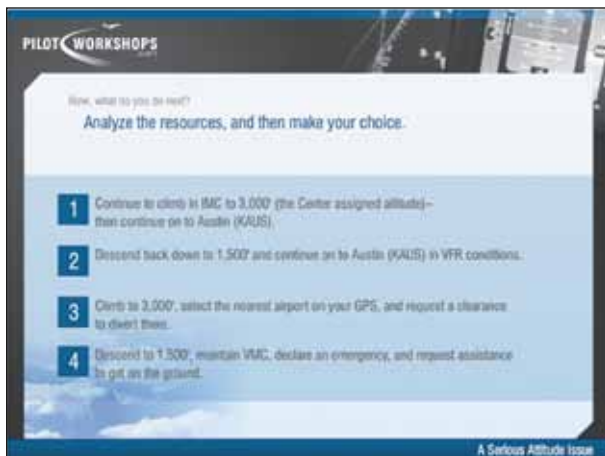 PILOT WORKSHOPS
.com
Now, what do you do next?
Analyze the resources, and then make your choice.
1 Continue to climb in IMC to 3,000' (the Center assigned altitude)–
then continue on to Austin (KAUS).
2 Descend back down to 1,500' and continue on to Austin (KAUS) in VFR conditions.
3 Climb to 3,000', select the nearest airport on your GPS, and request a clearance
to divert there.
4 Descend to 1,500', maintain VMC, declare an emergency, and request assistance
to get on the ground.
A Serious Attitude Issue